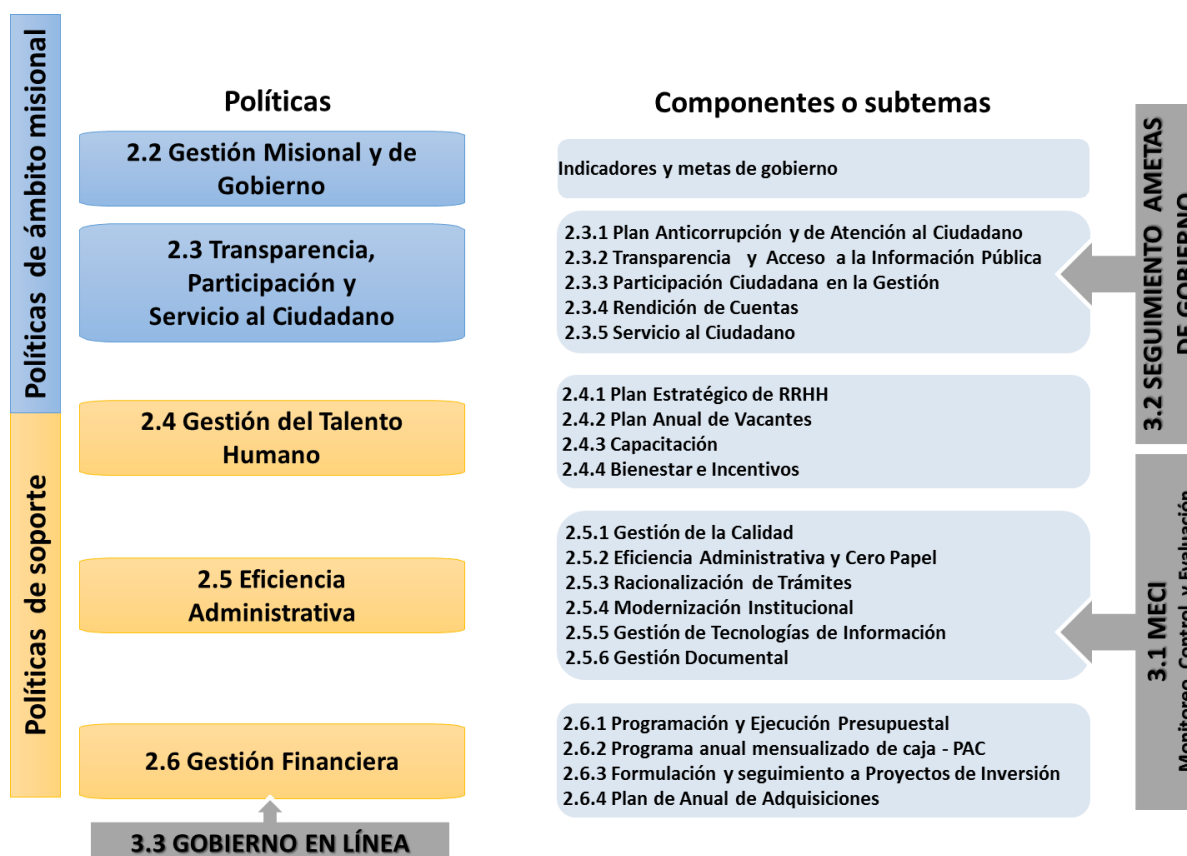 Políticas de ámbito misional
Políticas de soporte
Políticas
Componentes o subtemas
2.2 Gestión Misional y de
Gobierno
Indicadores y metas de gobierno
2.3 Transparencia,
Participación y
Servicio al Ciudadano
2.3.1 Plan Anticorrupción y de Atención al Ciudadano
2.3.2 Transparencia y Acceso a la Información Pública
2.3.3 Participación Ciudadana en la Gestión
2.3.4 Rendición de Cuentas
2.3.5 Servicio al Ciudadano
2.4 Gestión del Talento
Humano
2.4.1 Plan Estratégico de RRHH
2.4.2 Plan Anual de Vacantes
2.4.3 Capacitación
2.4.4 Bienestar e Incentivos
2.5 Eficiencia
Administrativa
2.5.1 Gestión de la Calidad
2.5.2 Eficiencia Administrativa y Cero Papel
2.5.3 Racionalización de Trámites
2.5.4 Modernización Institucional
2.5.5 Gestión de Tecnologías de Información
2.5.6 Gestión Documental
2.6 Gestión Financiera
2.6.1 Programación y Ejecución Presupuestal
2.6.2 Programa anual mensualizado de caja - PAC
2.6.3 Formulación y seguimiento a Proyectos de Inversión
2.6.4 Plan de Anual de Adquisiciones
3.3 GOBIERNO EN LÍNEA
3.2 SEGUIMIENTO AMETAS
DE GOBIERNO
3.1 MECI
Monitoreo, Control y Evaluación